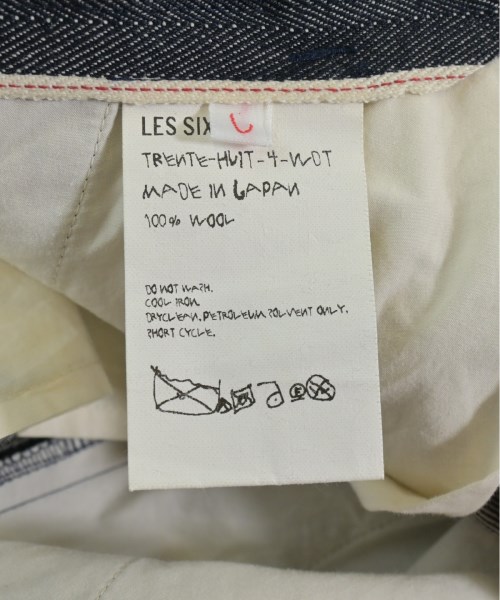 LES SIX
L
TRENTE-HUIT-4-WDT
MADE IN JAPAN
100% WOOL
DO NOT WASH.
COOL IRON.
DRYCLEAN. PETROLEUM SOLVENT ONLY.
SHORT CYCLE.